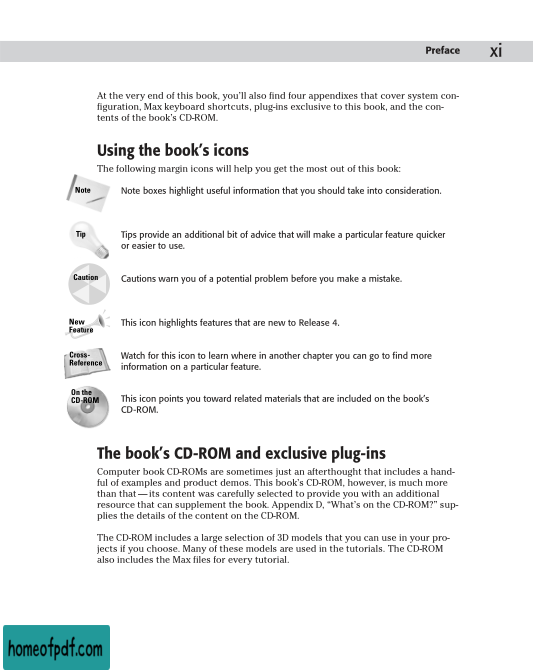 Preface xi
At the very end of this book, you’ll also find four appendixes that cover system con-
figuration, Max keyboard shortcuts, plug-ins exclusive to this book, and the con-
tents of the book’s CD-ROM.
Using the book’s icons
The following margin icons will help you get the most out of this book:
Note
Note boxes highlight useful information that you should take into consideration.
Tip
Tips provide an additional bit of advice that will make a particular feature quicker
or easier to use.
Caution
Cautions warn you of a potential problem before you make a mistake.
New
Feature
This icon highlights features that are new to Release 4.
Cross-
Reference
Watch for this icon to learn where in another chapter you can go to find more
information on a particular feature.
On the
CD-ROM
This icon points you toward related materials that are included on the book’s
CD-ROM.
The book’s CD-ROM and exclusive plug-ins
Computer book CD-ROMs are sometimes just an afterthought that includes a hand-
ful of examples and product demos. This book’s CD-ROM, however, is much more
than that — its content was carefully selected to provide you with an additional
resource that can supplement the book. Appendix D, “What’s on the CD-ROM?” sup-
plies the details of the content on the CD-ROM.
The CD-ROM includes a large selection of 3D models that you can use in your pro-
jects if you choose. Many of these models are used in the tutorials. The CD-ROM
also includes the Max files for every tutorial.
homeofpdf.com